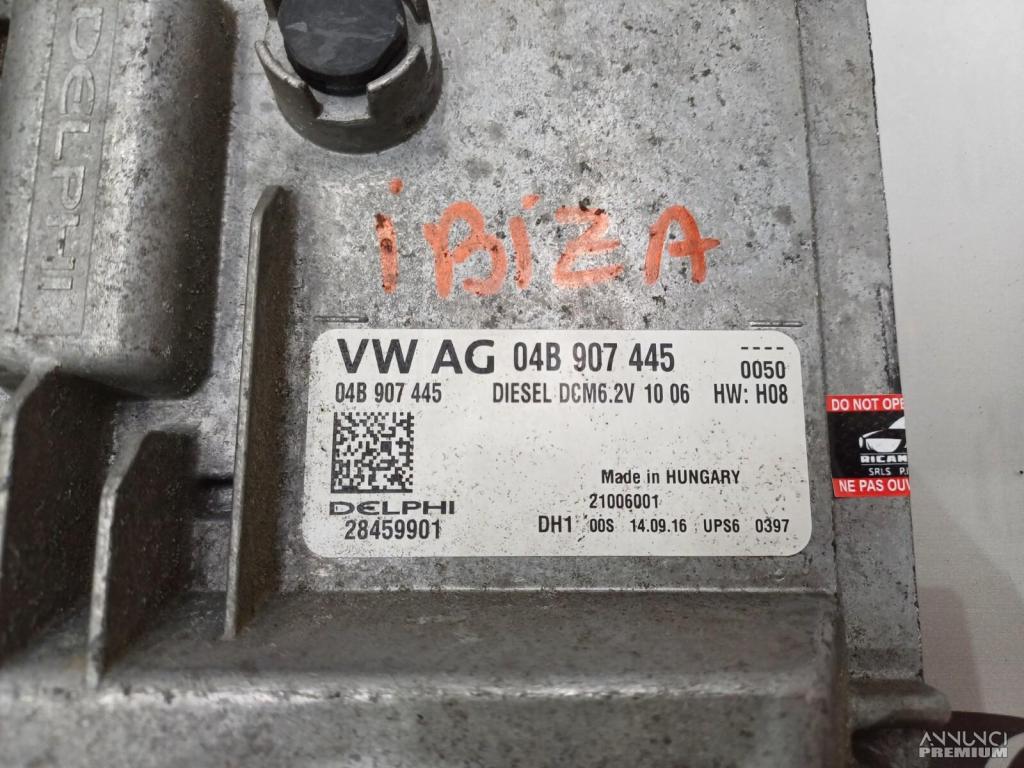 DELPHI
iBiZA
VW AG 04B 907 445 ----
0050
04B 907 445 DIESEL DCM6.2V 10 06 HW: H08
Made in HUNGARY
DELPHI 21006001
28459901 DH1 00S 14.09.16 UPS6 0397
DO NOT OPE
RICAM
SRLS P.I
NE PAS OUV
ANNUNCI
PREMIUM